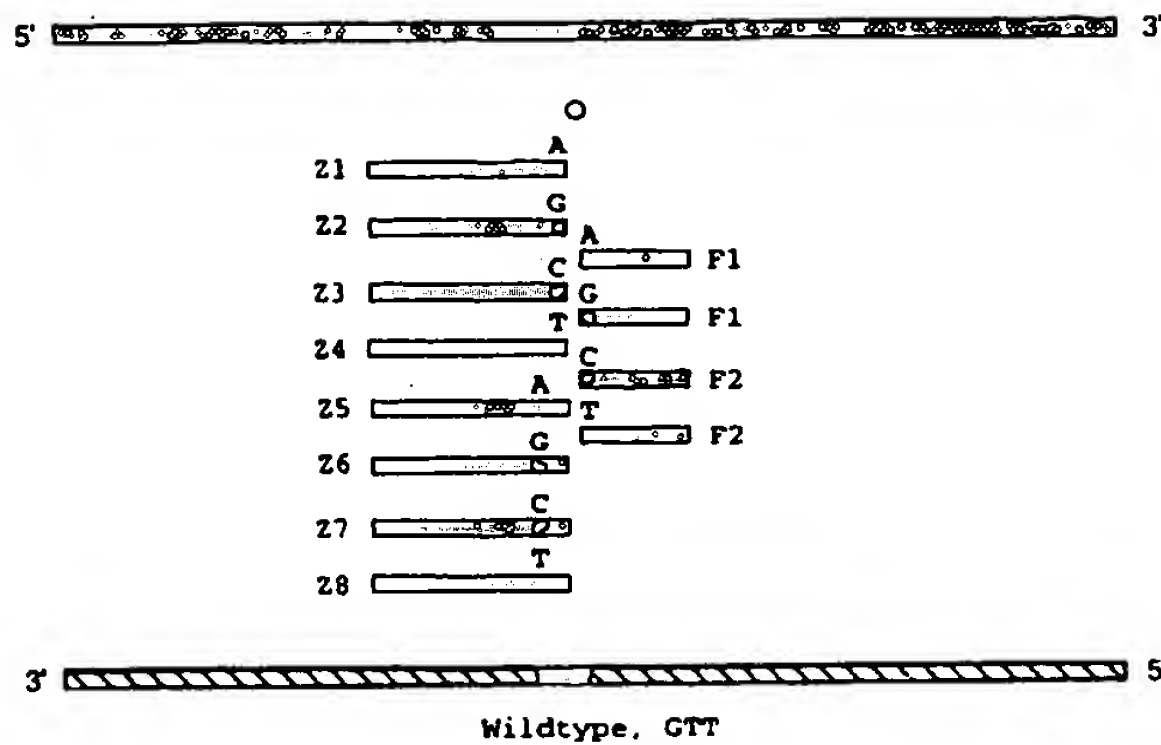 5' 3'
A
Z1
G
Z2
A
F1
C
Z3
G
F1
T
Z4
C
F2
A
Z5
T
F2
G
Z6
C
Z7
T
Z8
3' 5
Wildtype, GTT